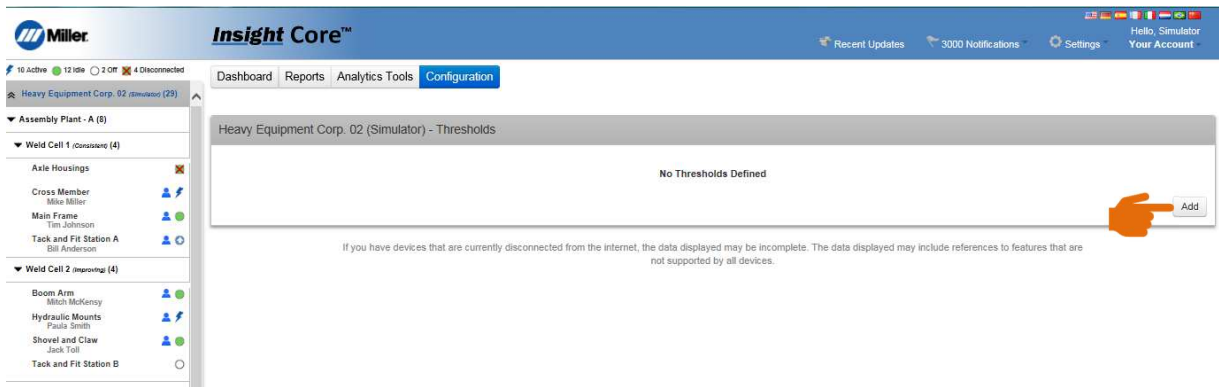 Miller
Insight Core™
Recent Updates
3000 Notifications
Settings
Hello, Simulator
Your Account
10 Active 12 Idle 2 Off 4 Disconnected
Dashboard Reports Analytics Tools Configuration
Heavy Equipment Corp. 02 (Simulator) (29)
Assembly Plant - A (8)
Weld Cell 1 (Consistent) (4)
Axle Housings
Cross Member
Mike Miller
Main Frame
Tim Johnson
Tack and Fit Station A
Bill Anderson
Weld Cell 2 (Improving) (4)
Boom Arm
Mitch McKensy
Hydraulic Mounts
Paula Smith
Shovel and Claw
Jack Toll
Tack and Fit Station B
Heavy Equipment Corp. 02 (Simulator) - Thresholds
No Thresholds Defined
Add
If you have devices that are currently disconnected from the internet, the data displayed may be incomplete. The data displayed may include references to features that are
not supported by all devices.